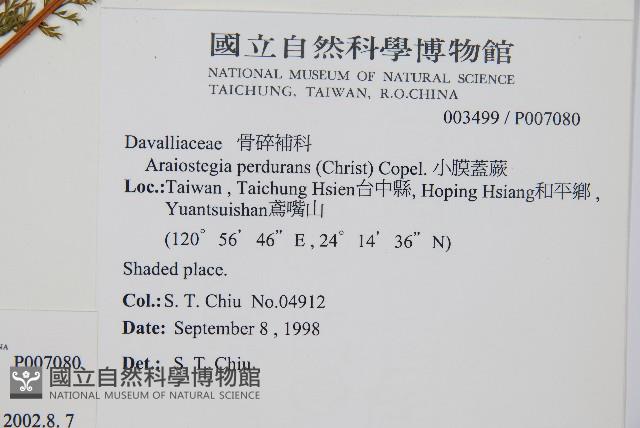 國立自然科學博物館
NATIONAL MUSEUM OF NATURAL SCIENCE
TAICHUNG, TAIWAN, R.O.CHINA
003499 / P007080
Davalliaceae 骨碎補科
Araiostegia perdurans (Christ) Copel. 小膜蓋蕨
Loc.:Taiwan , Taichung Hsien台中縣, Hoping Hsiang和平鄉 ,
Yuantsuishan鳶嘴山
(120° 56’ 46” E , 24° 14’ 36” N)
Shaded place.
Col.: S. T. Chiu No.04912
Date: September 8 , 1998
Det.: S. T. Chiu
NA
P007080
2002.8. 7
國立自然科學博物館
NATIONAL MUSEUM OF NATURAL SCIENCE